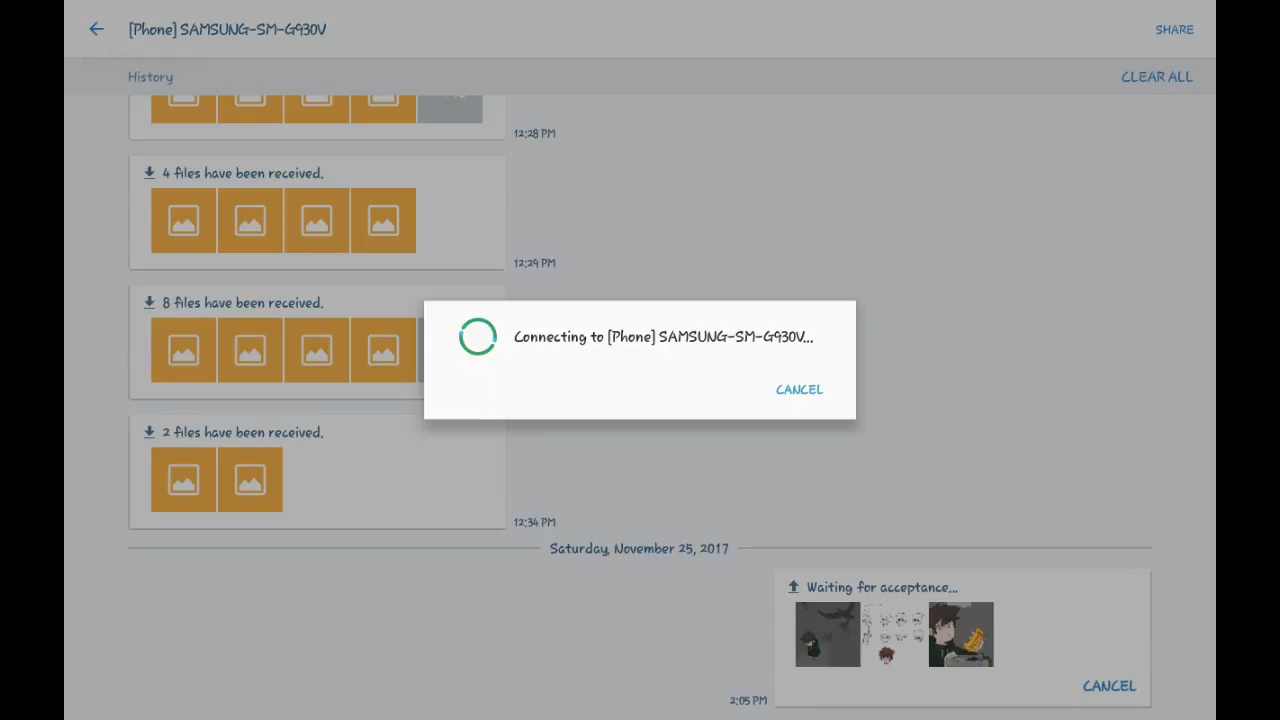 [Phone] SAMSUNG-SM-G930V
SHARE
History
CLEAR ALL
12:28 PM
4 files have been received.
12:29 PM
8 files have been received.
Connecting to [Phone] SAMSUNG-SM-G930V...
CANCEL
2 files have been received.
12:34 PM
Saturday, November 25, 2017
Waiting for acceptance...
CANCEL
2:05 PM